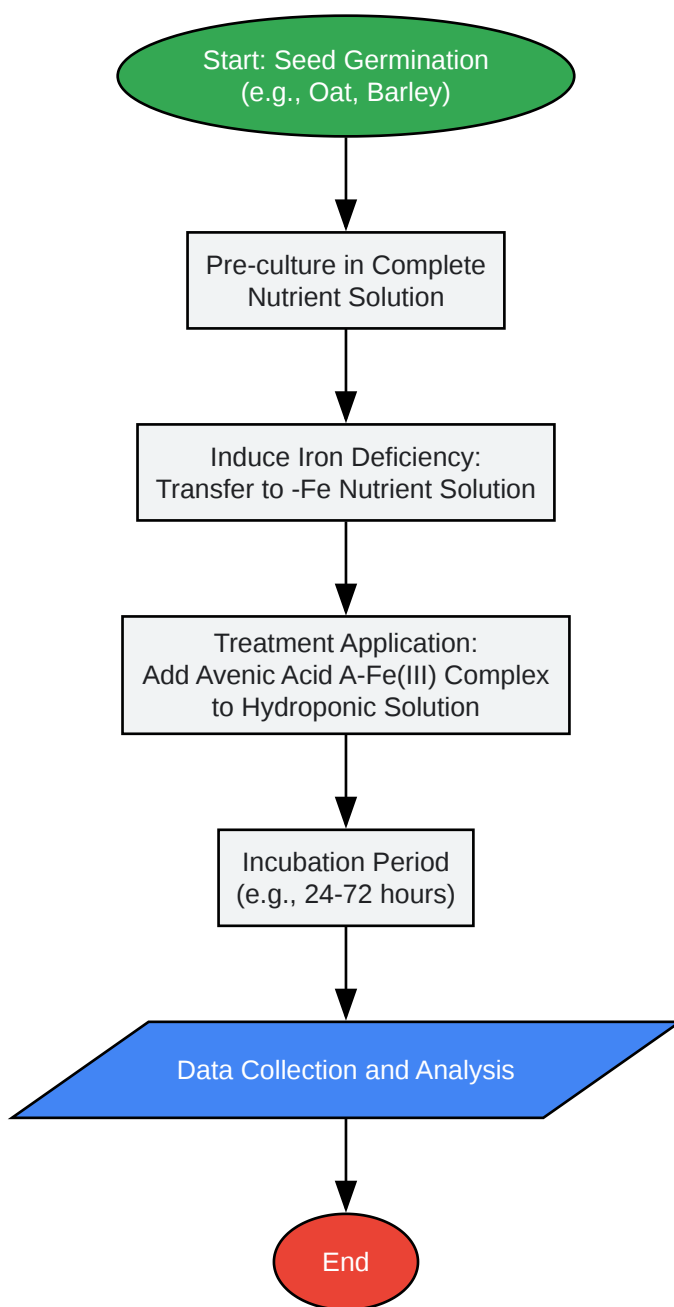 Start: Seed Germination
(e.g., Oat, Barley)
Pre-culture in Complete
Nutrient Solution
Induce Iron Deficiency:
Transfer to -Fe Nutrient Solution
Treatment Application:
Add Avenic Acid A-Fe(III) Complex
to Hydroponic Solution
Incubation Period
(e.g., 24-72 hours)
Data Collection and Analysis
End